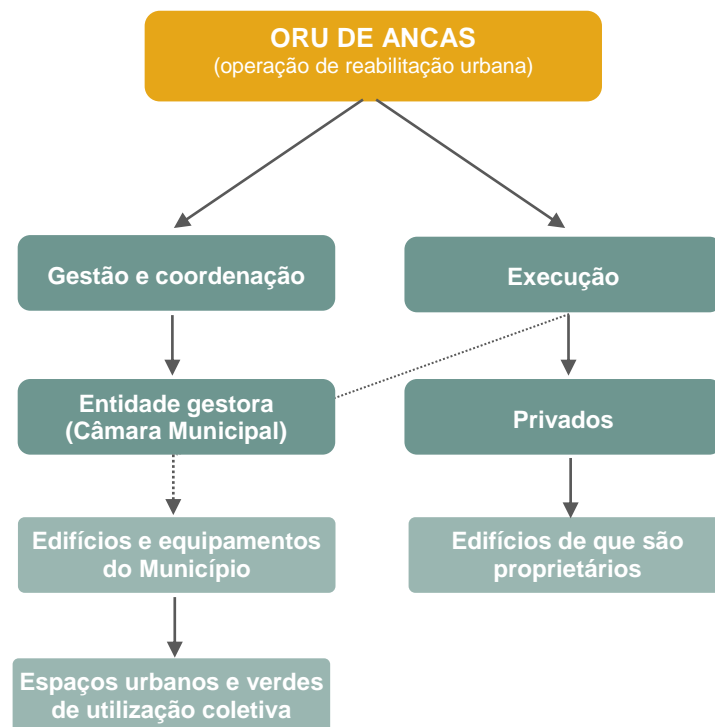 ORU DE ANCAS
(operação de reabilitação urbana)
Gestão e coordenação
Execução
Entidade gestora
(Câmara Municipal)
Privados
Edifícios e equipamentos
do Município
Edifícios de que são
proprietários
Espaços urbanos e verdes
de utilização coletiva